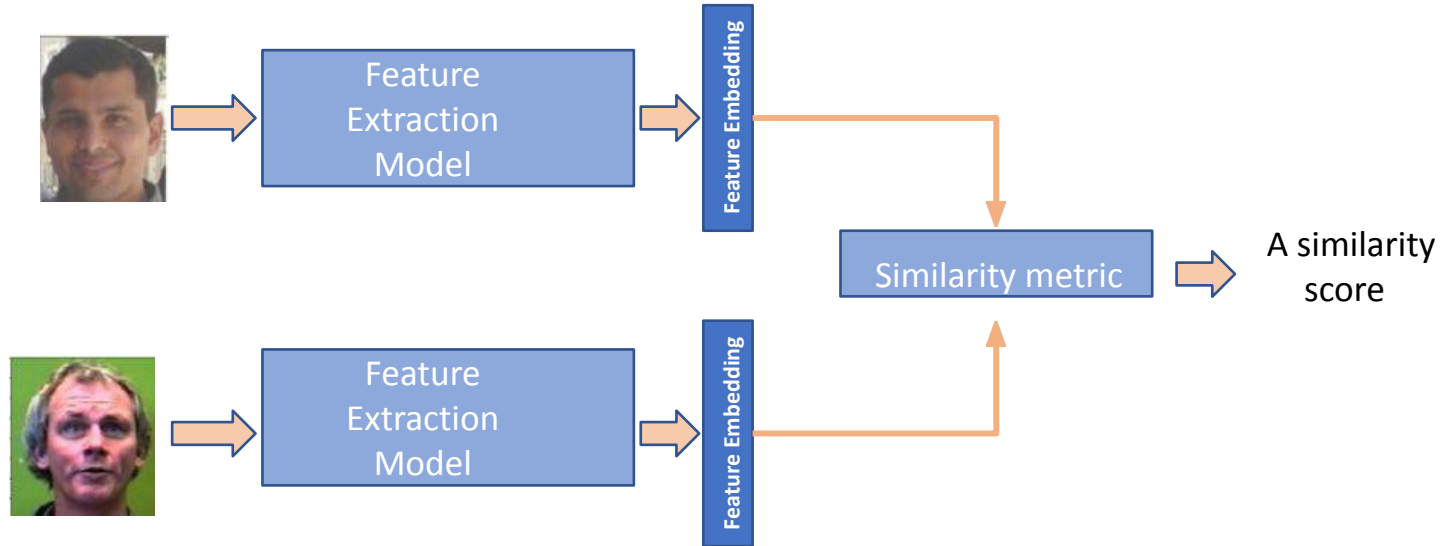 Feature
Extraction
Model
Feature Embedding
Similarity metric
A similarity
score
Feature
Extraction
Model
Feature Embedding